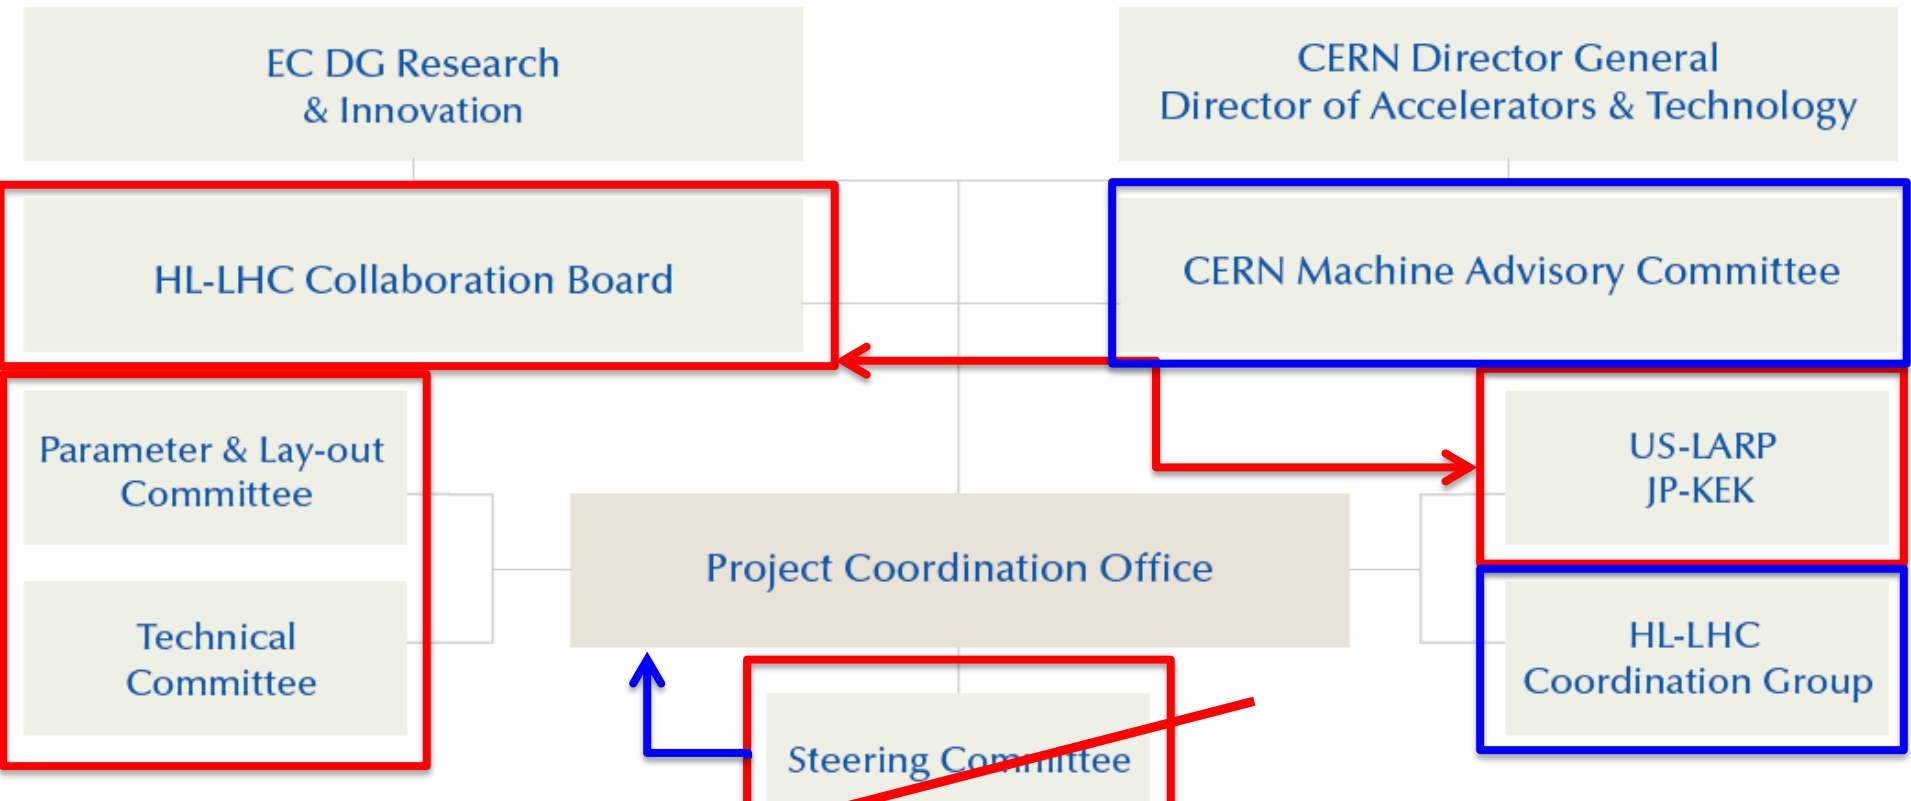 EC DG Research
& Innovation
CERN Director General
Director of Accelerators & Technology
HL-LHC Collaboration Board
CERN Machine Advisory Committee
Parameter & Lay-out
Committee
US-LARP
JP-KEK
Project Coordination Office
Technical
Committee
HL-LHC
Coordination Group
Steering Committee